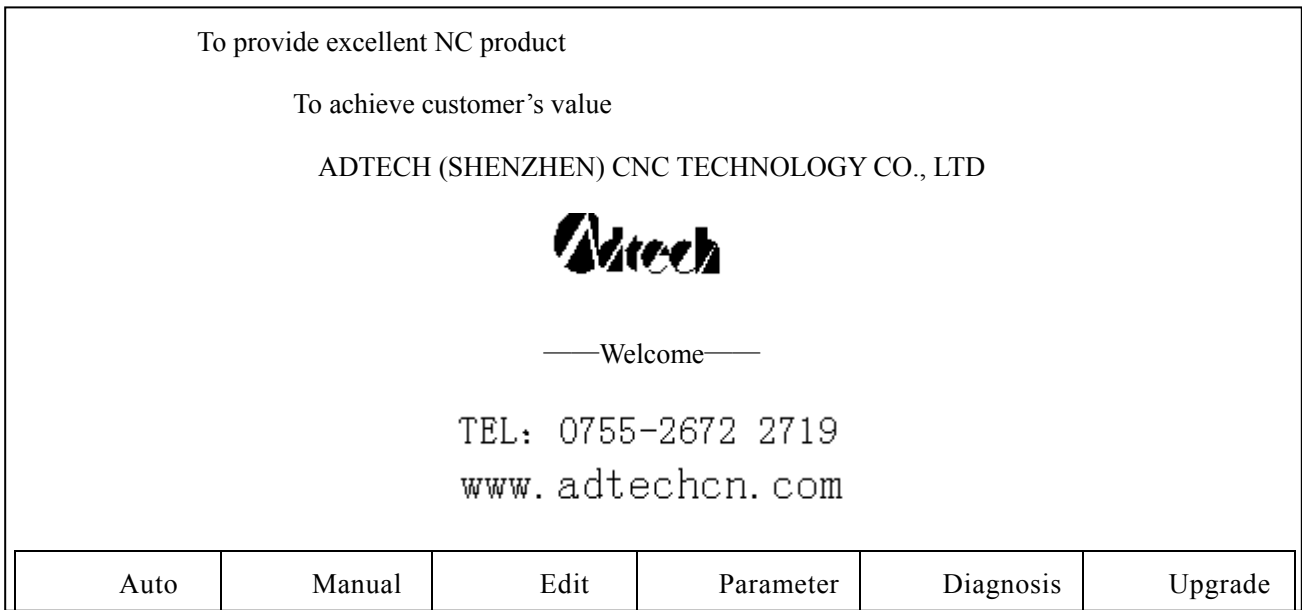 To provide excellent NC product
To achieve customer’s value
ADTECH (SHENZHEN) CNC TECHNOLOGY CO., LTD
Adtech
——Welcome——
TEL: 0755-2672 2719
www.adtechcn.com
Auto Manual Edit Parameter Diagnosis Upgrade